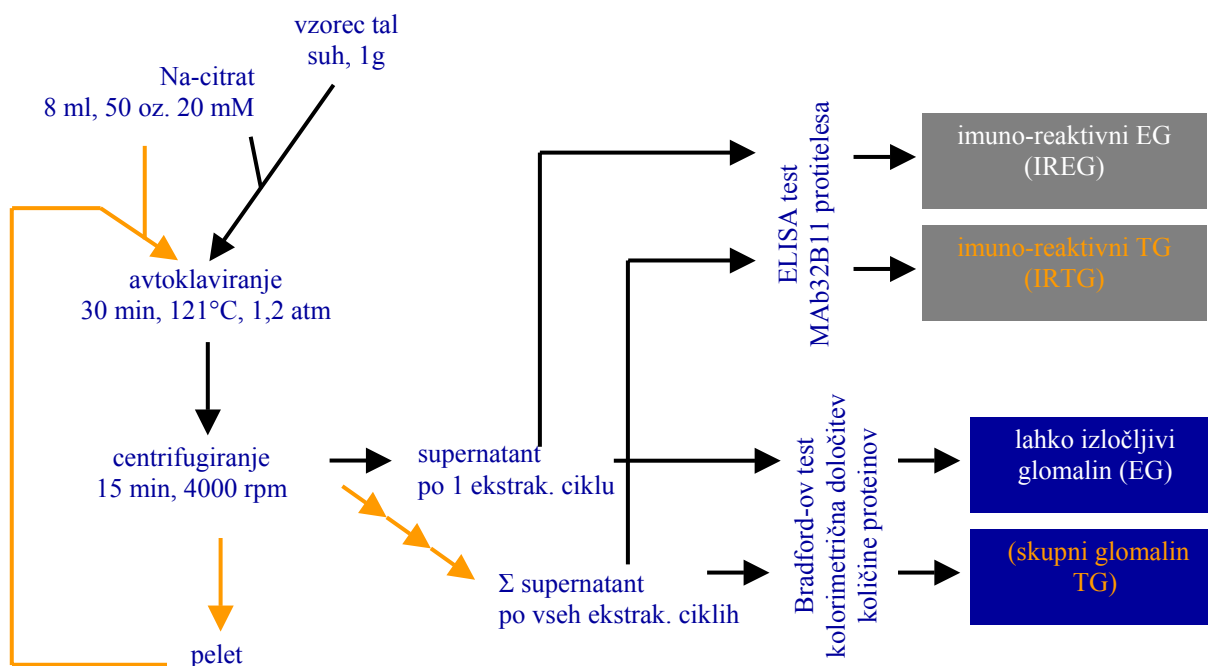 vzorec tal
suh, 1g
Na-citrat
8 ml, 50 oz. 20 mM
avtoklaviranje
30 min, 121°C, 1,2 atm
centrifugiranje
15 min, 4000 rpm
pelet
supernatant
po 1 ekstrak. ciklu
Σ supernatant
po vseh ekstrak. ciklih
ELISA test
MAb32B11 protitelesa
imuno-reaktivni EG
(IREG)
imuno-reaktivni TG
(IRTG)
Bradford-ov test
kolorimetrična določitev
količine proteinov
lahko izločljivi
glomalin (EG)
(skupni glomalin
TG)